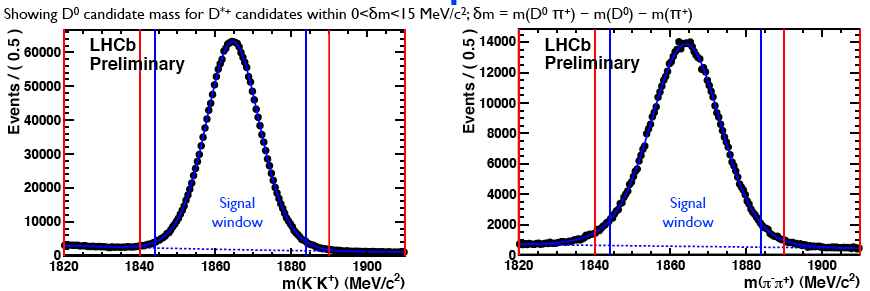 Showing D⁰ candidate mass for D*+ candidates within 0<δm<15 MeV/c²; δm = m(D⁰ π⁺) − m(D⁰) − m(π⁺)
Events / ( 0.5 )
60000
50000
40000
30000
20000
10000
0
LHCb
Preliminary
Signal
window
1820
1840
1860
1880
1900
m(K⁻K⁺) (MeV/c²)
Events / ( 0.5 )
14000
12000
10000
8000
6000
4000
2000
0
LHCb
Preliminary
Signal
window
1820
1840
1860
1880
1900
m(π⁻π⁺) (MeV/c²)